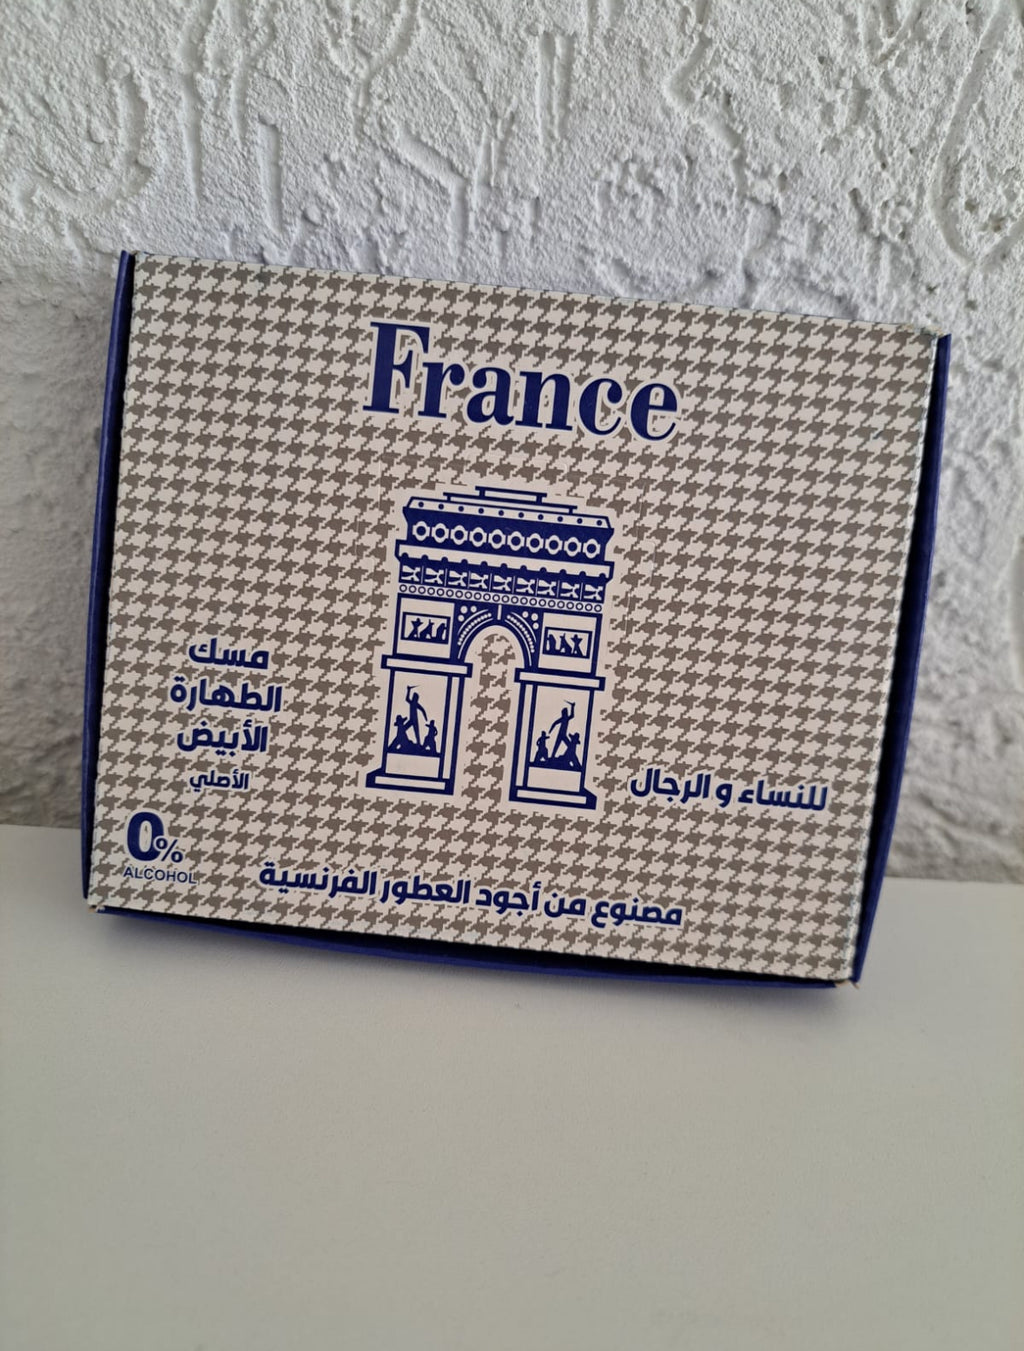 France
مسك
الطهارة
الأبيض
الأصلي
للنساء و الرجال
0%
ALCOHOL
مصنوع من أجود العطور الفرنسية